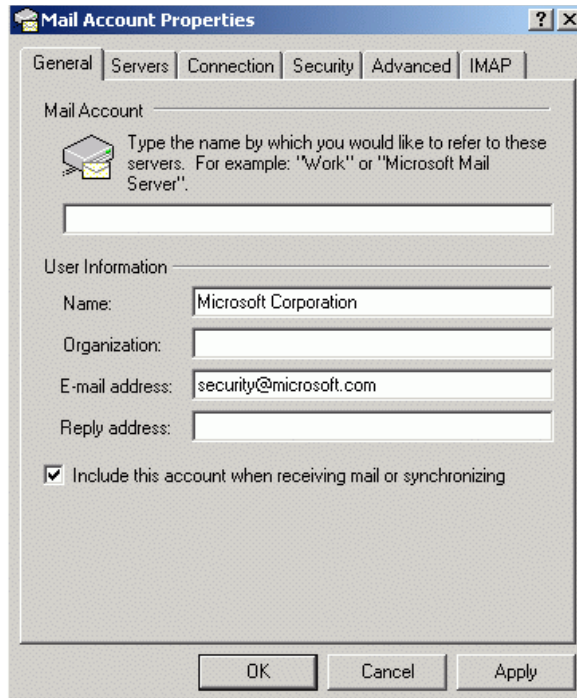 Mail Account Properties
General Servers Connection Security Advanced IMAP
Mail Account
Type the name by which you would like to refer to these
servers. For example: "Work" or "Microsoft Mail
Server".
User Information
Name: Microsoft Corporation
Organization:
E-mail address: security@microsoft.com
Reply address:
Include this account when receiving mail or synchronizing
OK Cancel Apply